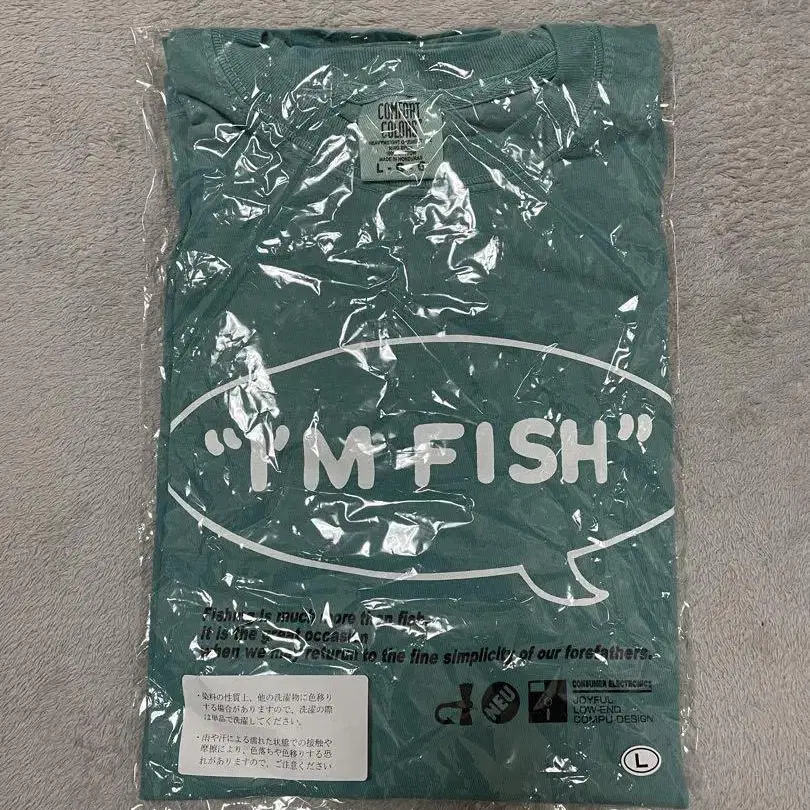 COMFORT
COLORS
MADE IN HONDURAS
L - G - G
“I'M FISH”
Fishing is much more than fish.
It is the great occasion
when we may return to the fine simplicity of our forsfathers.
NEU
CONSUMER ELECTRONICS
JOYFUL
LOW-END
COMPU DESIGN
・染料の性質上、他の洗濯物に色移り
する場合がありますので、洗濯の際
は単品で洗濯してください。
・雨や汗による濡れた状態での接触や
摩擦により、色落ちや色移りする恐
れがありますので、ご注意ください
L